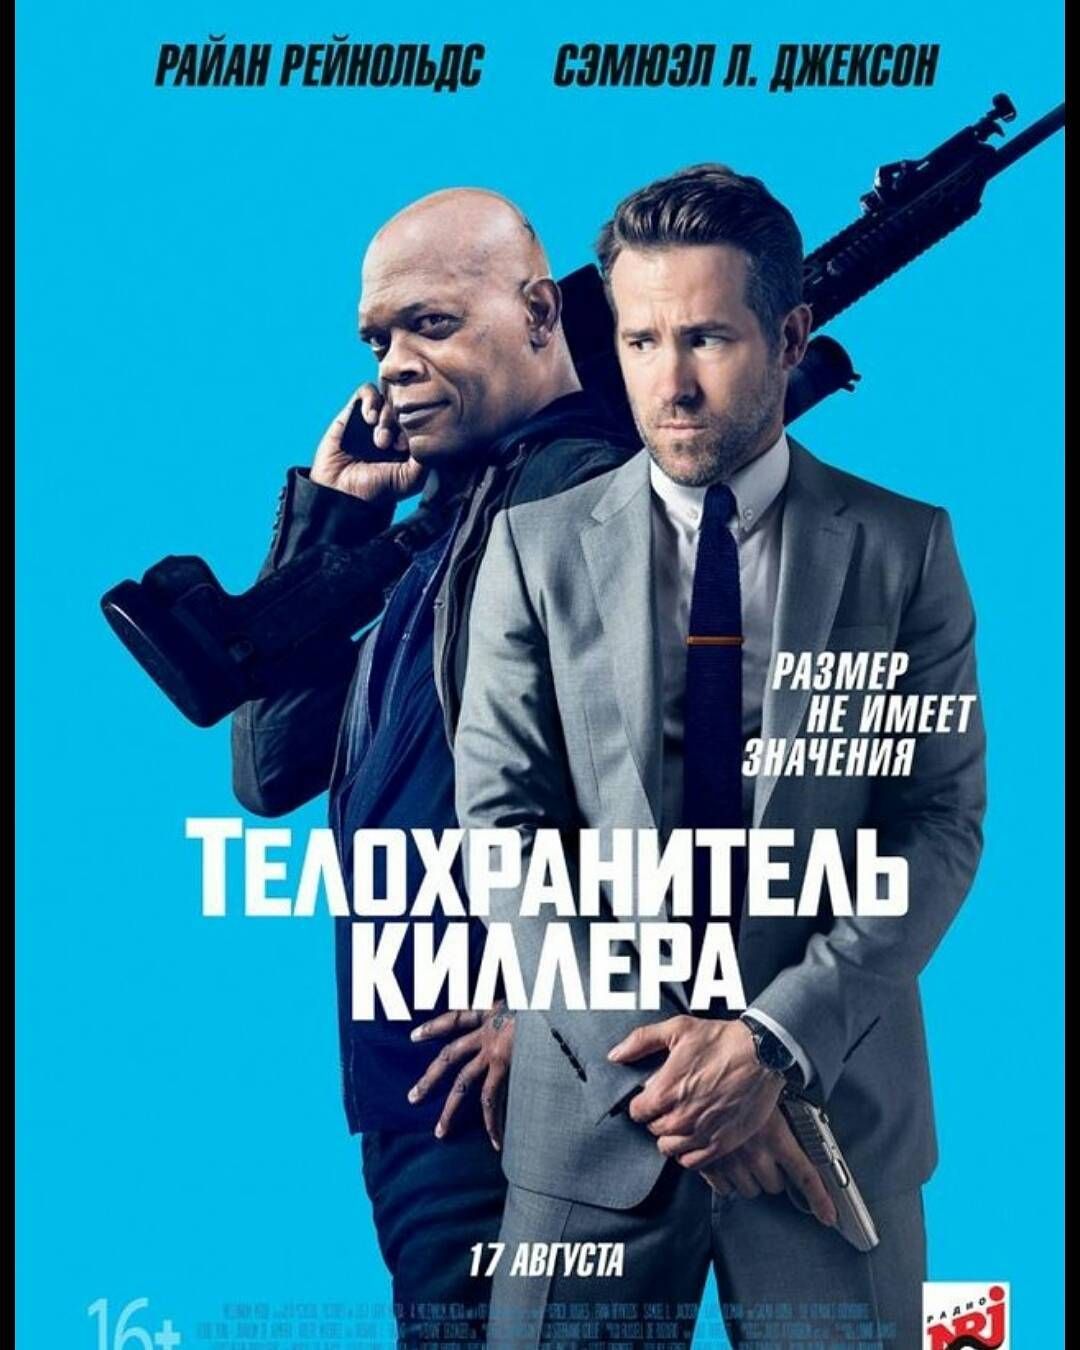 РАЙАН РЕЙНОЛЬДС СЭМЮЭЛ Л. ДЖЕКСОН
РАЗМЕР
НЕ ИМЕЕТ
ЗНАЧЕНИЯ
ТЕЛОХРАНИТЕЛЬ
КИЛЛЕРА
17 АВГУСТА
16+
РАДИО
NRJ